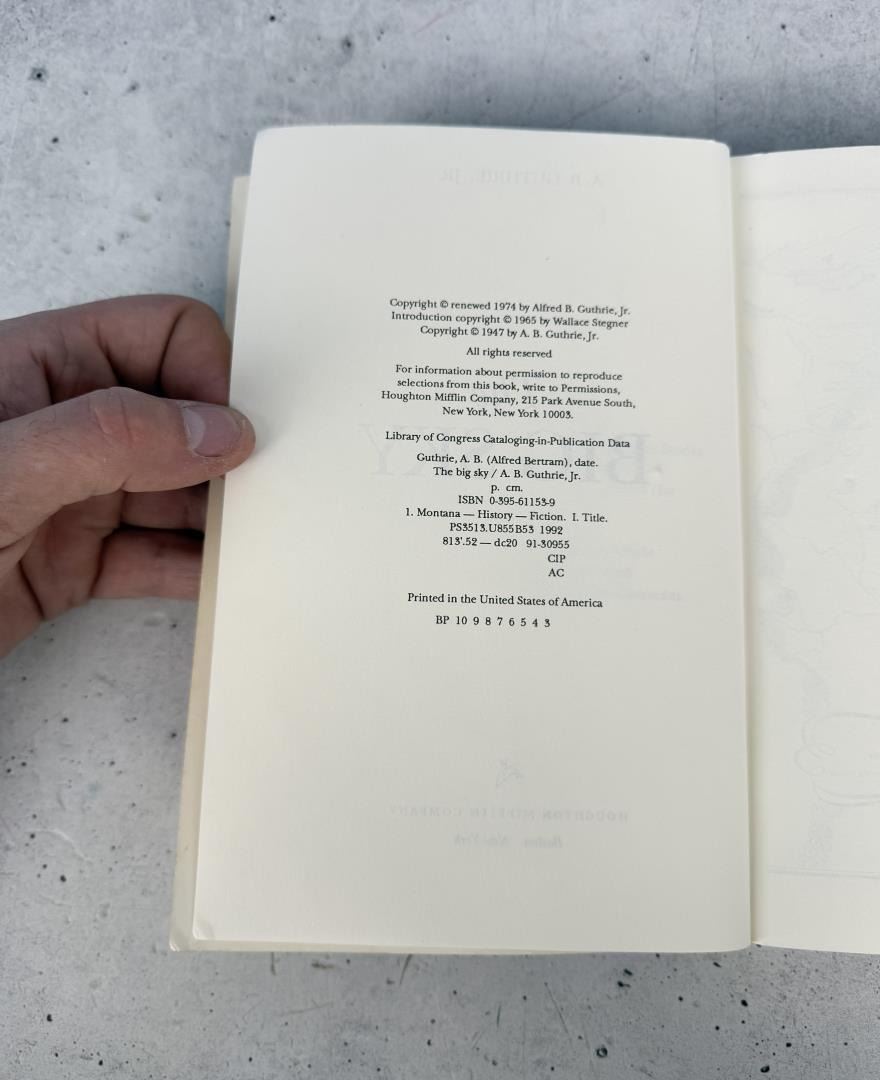 Copyright © renewed 1974 by Alfred B. Guthrie, Jr.
Introduction copyright © 1965 by Wallace Stegner
Copyright © 1947 by A. B. Guthrie, Jr.
All rights reserved
For information about permission to reproduce
selections from this book, write to Permissions,
Houghton Mifflin Company, 215 Park Avenue South,
New York, New York 10003.
Library of Congress Cataloging-in-Publication Data
Guthrie, A. B. (Alfred Bertram), date.
The big sky / A. B. Guthrie, Jr.
p. cm.
ISBN 0-395-61153-9
1. Montana — History — Fiction. I. Title.
PS3513.U855B53 1992
813'.52 — dc20 91-30955
CIP
AC
Printed in the United States of America
BP 10 9 8 7 6 5 4 3